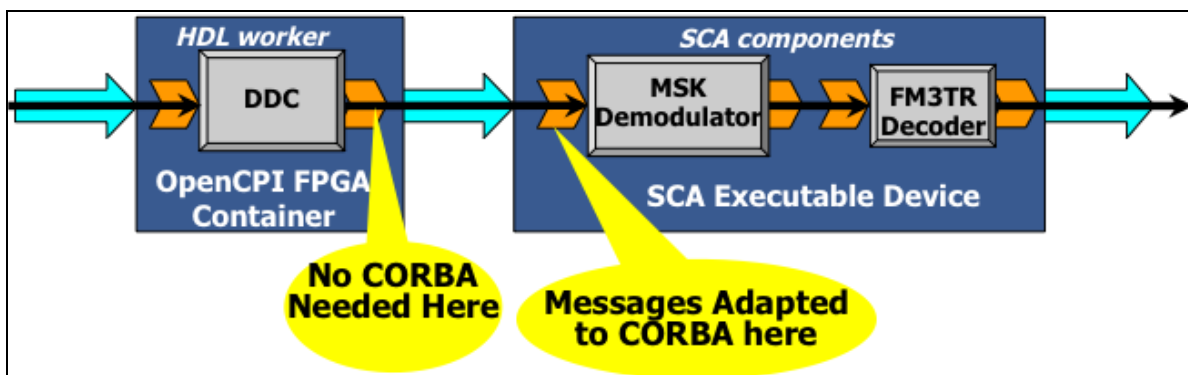 HDL worker
DDC
OpenCPI FPGA
Container
No CORBA
Needed Here
SCA components
MSK
Demodulator
FM3TR
Decoder
SCA Executable Device
Messages Adapted
to CORBA here